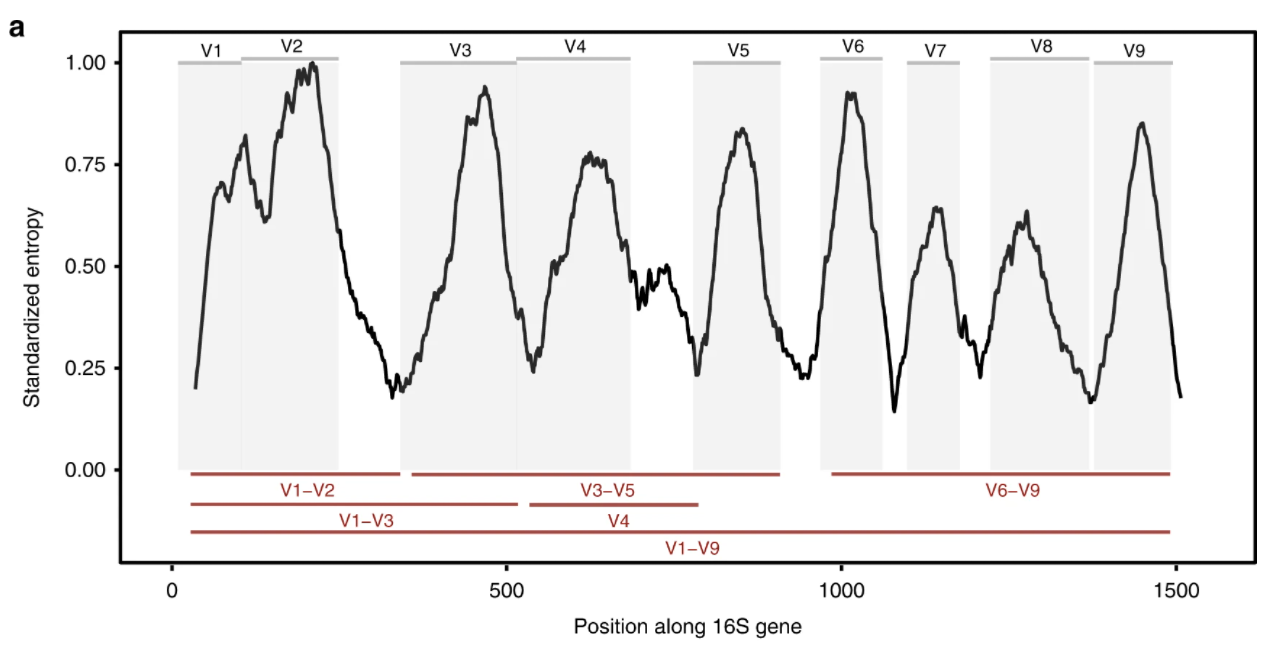 a
V1 V2 V3 V4 V5 V6 V7 V8 V9
1.00
0.75
0.50
0.25
0.00
Standardized entropy
V1–V2 V3–V5 V6–V9
V1–V3 V4
V1–V9
0 500 1000 1500
Position along 16S gene